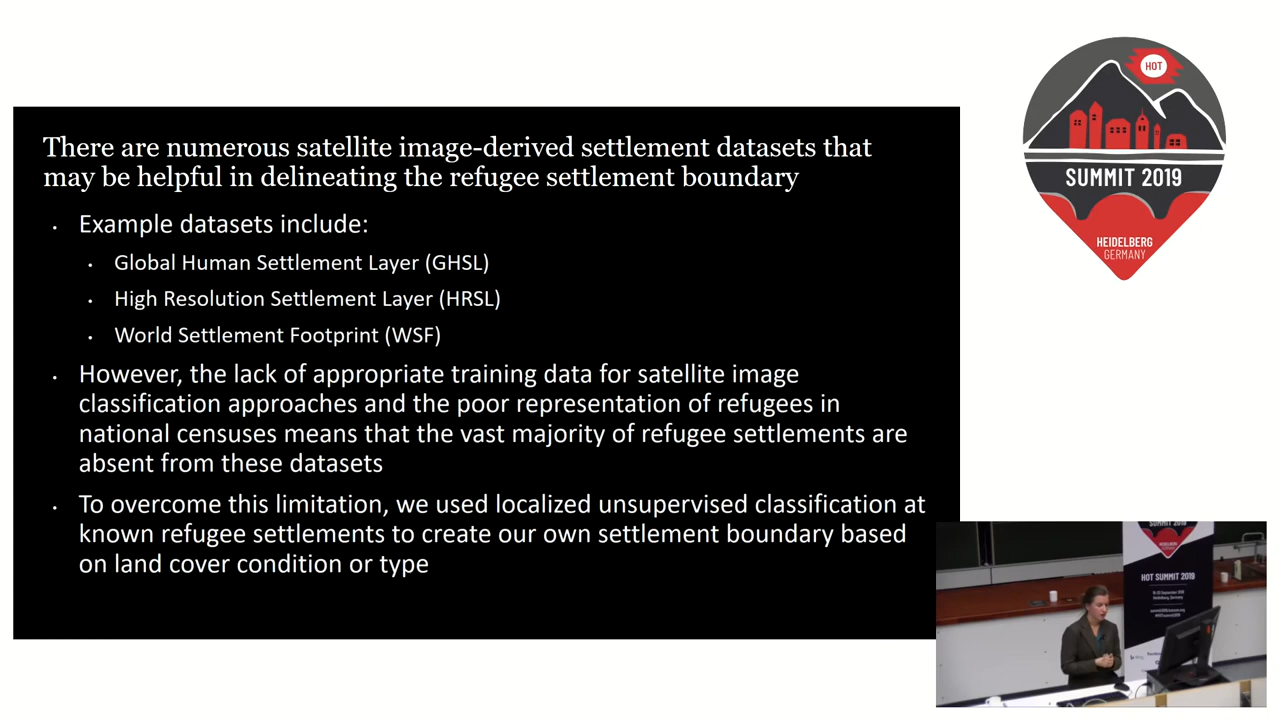 There are numerous satellite image-derived settlement datasets that
may be helpful in delineating the refugee settlement boundary
• Example datasets include:
• Global Human Settlement Layer (GHSL)
• High Resolution Settlement Layer (HRSL)
• World Settlement Footprint (WSF)
• However, the lack of appropriate training data for satellite image
classification approaches and the poor representation of refugees in
national censuses means that the vast majority of refugee settlements are
absent from these datasets
• To overcome this limitation, we used localized unsupervised classification at
known refugee settlements to create our own settlement boundary based
on land cover condition or type
HOT
SUMMIT 2019
HEIDELBERG
GERMANY
SUMMIT 2019
HOT SUMMIT 2019
Heidelberg, Germany